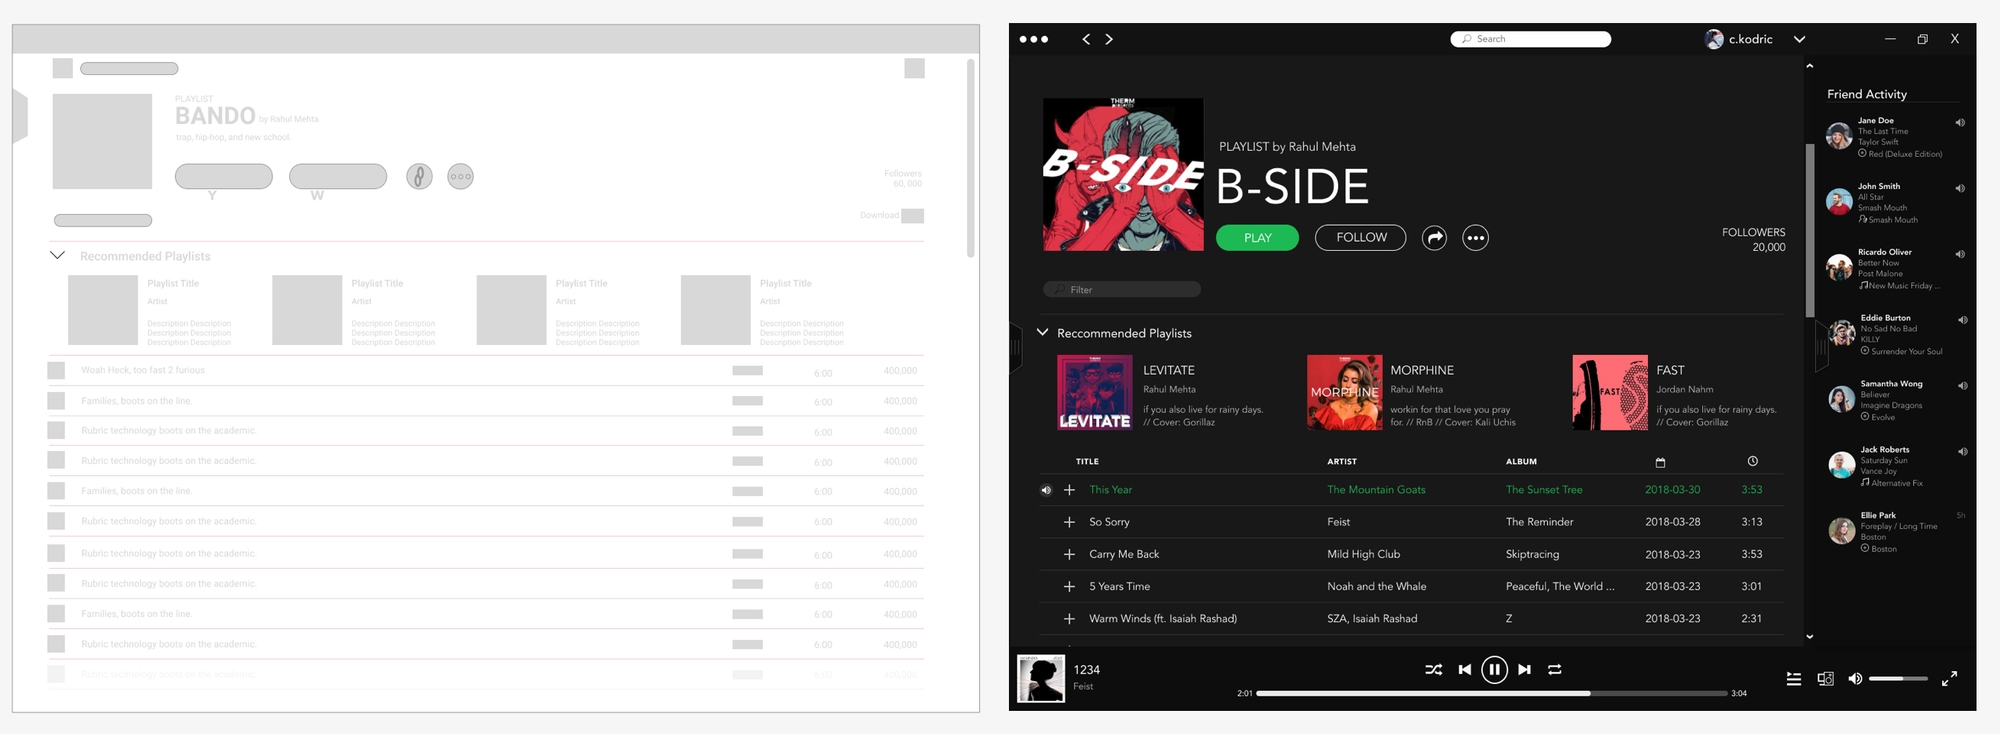 PLAYLIST
BANDO by Rahul Mehta
trap, hip-hop, and new school.
Y
W
Followers
60, 000
Download
Recommended Playlists
Playlist Title
Artist
Description Description
Description Description
Description Description
Playlist Title
Artist
Description Description
Description Description
Description Description
Playlist Title
Artist
Description Description
Description Description
Description Description
Playlist Title
Artist
Description Description
Description Description
Description Description
Woah Heck, too fast 2 furious 6:00 400,000
Families, boots on the line. 6:00 400,000
Rubric technology boots on the academic. 6:00 400,000
Rubric technology boots on the academic. 6:00 400,000
Families, boots on the line. 6:00 400,000
Rubric technology boots on the academic. 6:00 400,000
Rubric technology boots on the academic. 6:00 400,000
Rubric technology boots on the academic. 6:00 400,000
Families, boots on the line. 6:00 400,000
Rubric technology boots on the academic. 6:00 400,000
Rubric technology boots on the academic. 6:00 400,000
Search
c.kodric
X
THERM
B-SIDE
PLAYLIST by Rahul Mehta
B-SIDE
PLAY
FOLLOW
FOLLOWERS
20,000
Filter
Reccommended Playlists
LEVITATE
LEVITATE
Rahul Mehta
if you also live for rainy days.
// Cover: Gorillaz
MORPHINE
MORPHINE
Rahul Mehta
workin for that love you pray
for. // RnB // Cover: Kali Uchis
FAST
FAST
Jordan Nahm
if you also live for rainy days.
// Cover: Gorillaz
TITLE ARTIST ALBUM
This Year The Mountain Goats The Sunset Tree 2018-03-30 3:53
So Sorry Feist The Reminder 2018-03-28 3:13
Carry Me Back Mild High Club Skiptracing 2018-03-23 3:53
5 Years Time Noah and the Whale Peaceful, The World ... 2018-03-23 3:01
Warm Winds (ft. Isaiah Rashad) SZA, Isaiah Rashad Z 2018-03-23 2:31
Friend Activity
Jane Doe
The Last Time
Taylor Swift
Red (Deluxe Edition)
John Smith
All Star
Smash Mouth
Smash Mouth
Ricardo Oliver
Better Now
Post Malone
New Music Friday ...
Eddie Burton
No Sad No Bad
KILLY
Surrender Your Soul
Samantha Wong
Believer
Imagine Dragons
Evolve
Jack Roberts
Saturday Sun
Vance Joy
Alternative Fix
Ellie Park 5h
Foreplay / Long Time
Boston
Boston
1234
Feist
2:01
3:04